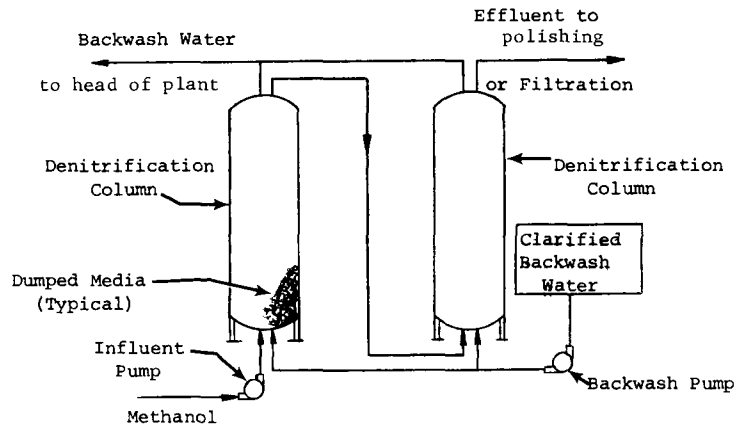 Backwash Water
to head of plant
Effluent to
polishing
or Filtration
Denitrification
Column
Denitrification
Column
Clarified
Backwash
Water
Dumped Media
(Typical)
Influent
Pump
Methanol
Backwash Pump